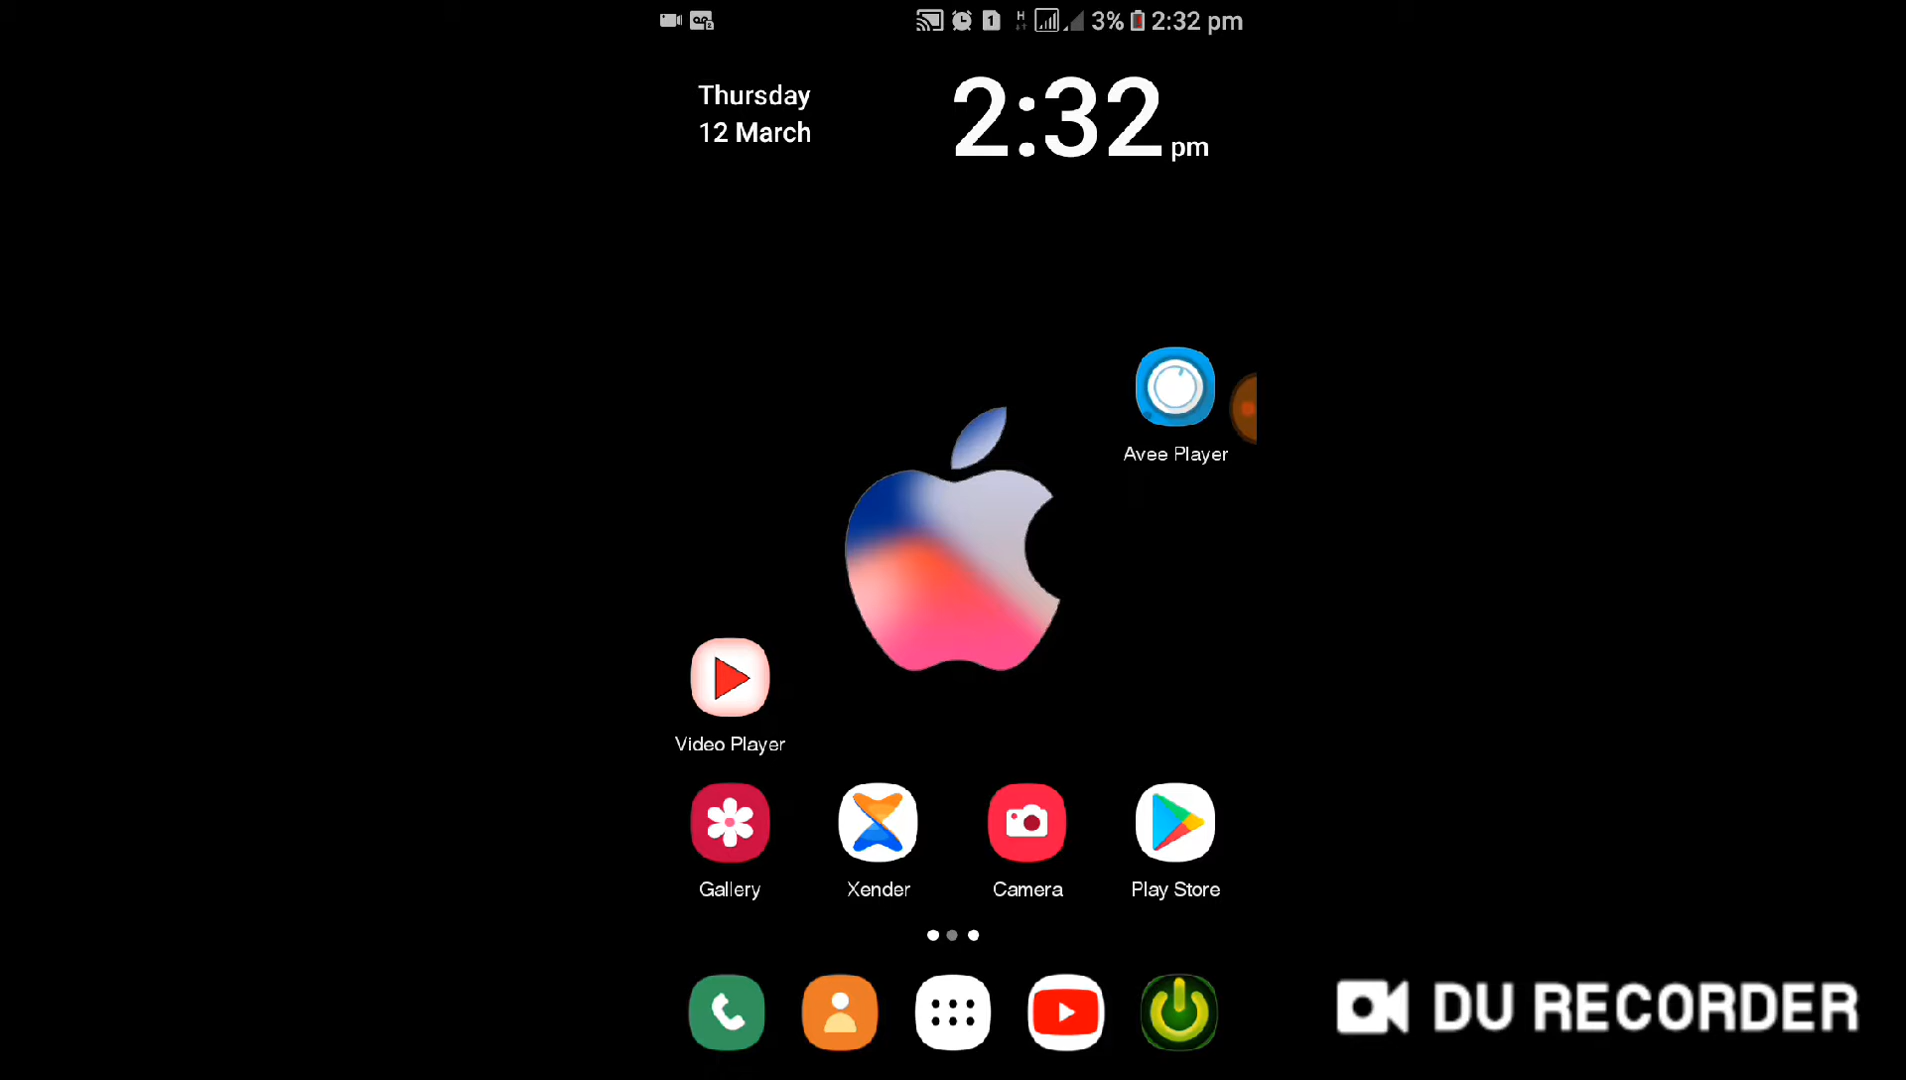 1 H 3% 2:32 pm
Thursday
12 March
2:32 pm
Avee Player
Video Player
Gallery Xender Camera Play Store
DU RECORDER